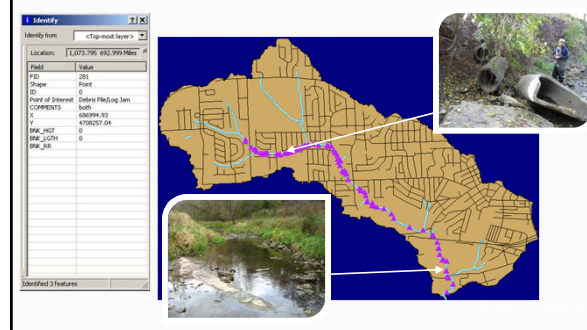 Identify
Identify from: <Top-most layer>
Location: 1,073.795 692.999 Miles
Field Value
FID 281
Shape Point
ID 0
Point of Interest Debris Pile/Log Jam
COMMENTS both
X 686994.93
Y 4708257.04
BNK_HGT 0
BNK_LGTH 0
BNK_RR
Identified 3 features